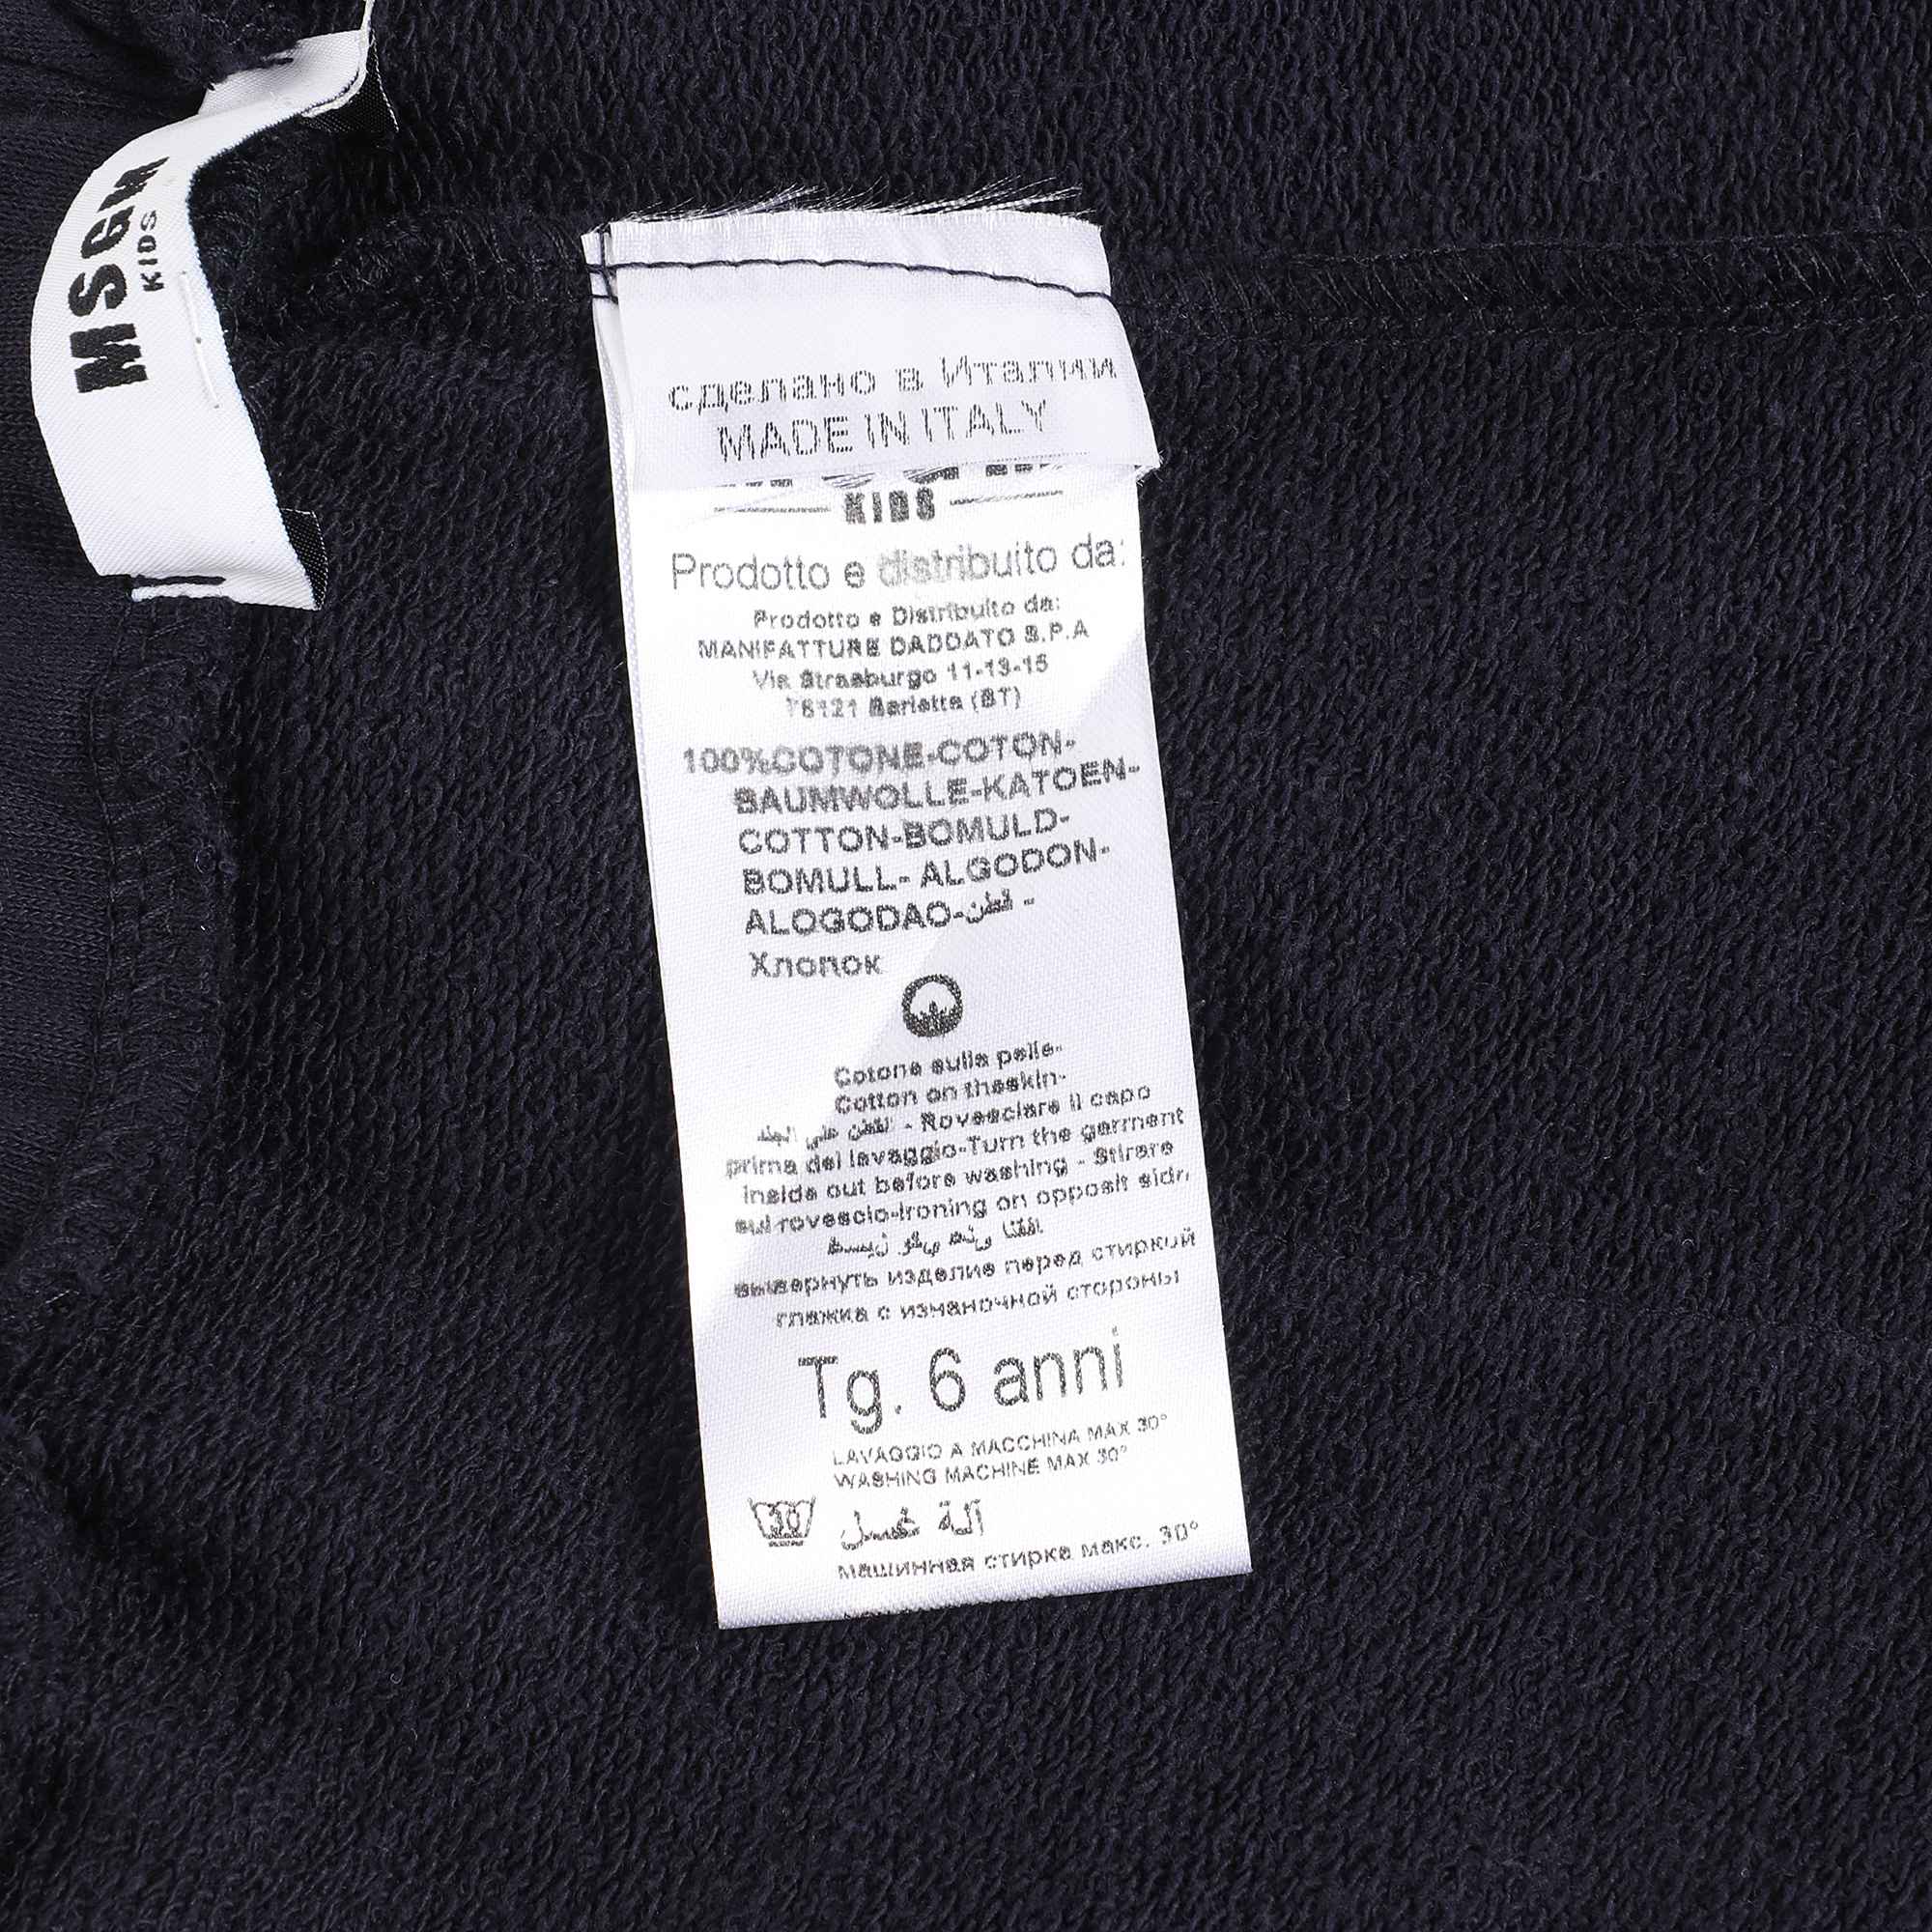 MSGM
KIDS
сделано в Италии
MADE IN ITALY
KIDS
Prodotto e distribuito da:
Prodotto e Distribuito da:
MANIFATTURE DADDATO S.P.A
Via Strasburgo 11-13-15
76121 Barletta (BT)
100%COTONE-COTON-
BAUMWOLLE-KATOEN-
COTTON-BOMULD-
BOMULL- ALGODON-
ALOGODAO-قطن -
Хлопок
Cotone sulla pelle-
Cotton on theskin-
القطن على الجلد - Rovesciare il capo
prima del lavaggio-Turn the garment
inside out before washing - Stirare
sul rovescio-Ironing on opposit sidr,
вывернуть изделие перед стиркой
глажка с изнаночной стороны
Tg. 6 anni
LAVAGGIO A MACCHINA MAX 30°
WASHING MACHINE MAX 30°
30 آلة غسل
машинная стирка макс. 30°